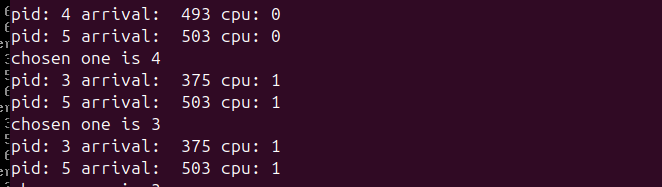 pid: 4 arrival:  493 cpu: 0
pid: 5 arrival:  503 cpu: 0
chosen one is 4
pid: 3 arrival:  375 cpu: 1
pid: 5 arrival:  503 cpu: 1
chosen one is 3
pid: 3 arrival:  375 cpu: 1
pid: 5 arrival:  503 cpu: 1